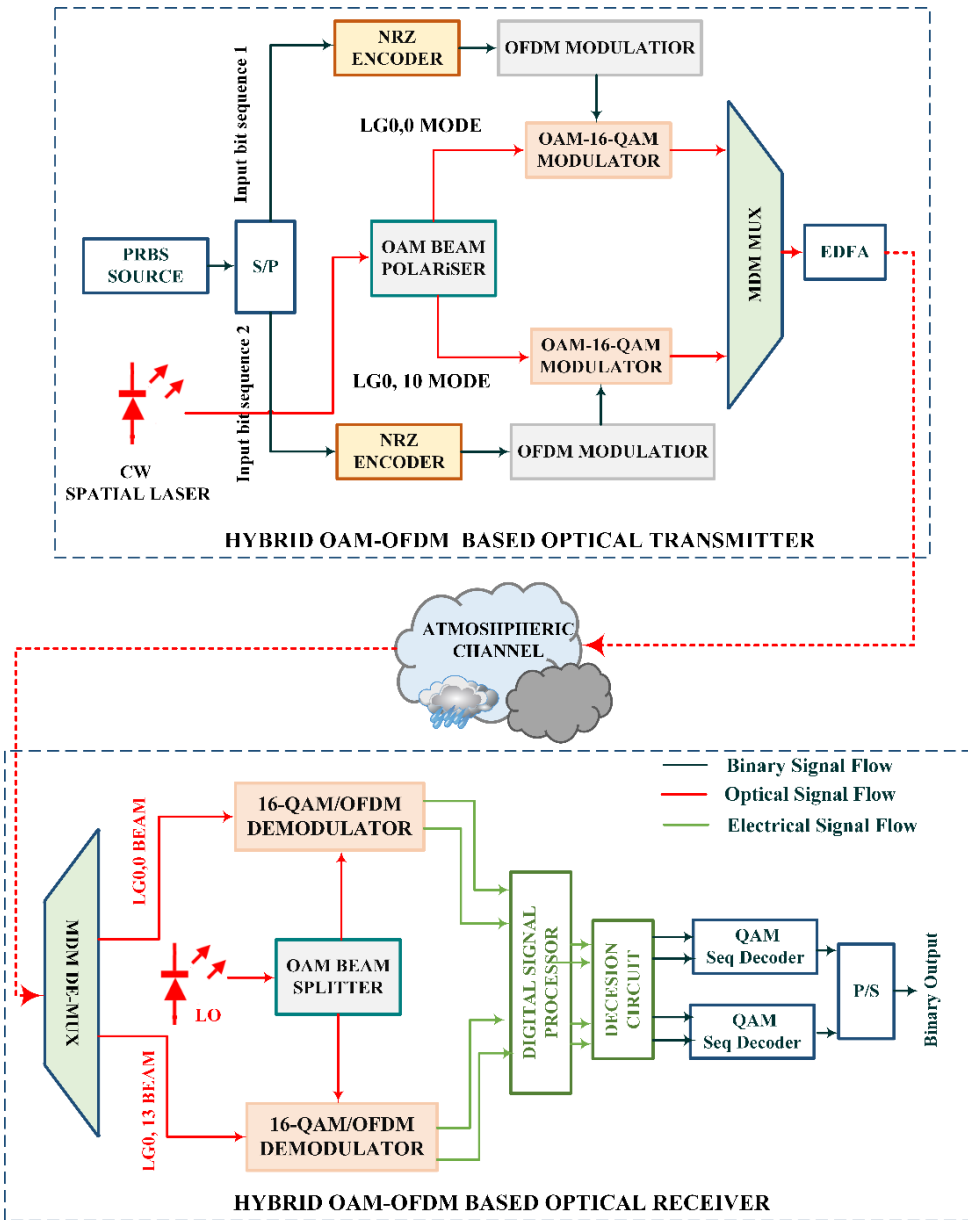 NRZ
ENCODER
OFDM MODULATIOR
Input bit sequence 1
LG0,0 MODE
OAM-16-QAM
MODULATOR
PRBS
SOURCE
S/P
OAM BEAM
POLARiSER
MDM MUX
EDFA
OAM-16-QAM
MODULATOR
LG0, 10 MODE
Input bit sequence 2
CW
SPATIAL LASER
NRZ
ENCODER
OFDM MODULATIOR
HYBRID OAM-OFDM BASED OPTICAL TRANSMITTER
ATMOSHPHERIC
CHANNEL
Binary Signal Flow
Optical Signal Flow
Electrical Signal Flow
16-QAM/OFDM
DEMODULATOR
LG0,0 BEAM
MDM DE-MUX
LO
OAM BEAM
SPLITTER
DIGITAL SIGNAL
PROCESSOR
DECESION
CIRCUIT
QAM
Seq Decoder
QAM
Seq Decoder
P/S
Binary Output
LG0, 13 BEAM
16-QAM/OFDM
DEMODULATOR
HYBRID OAM-OFDM BASED OPTICAL RECEIVER